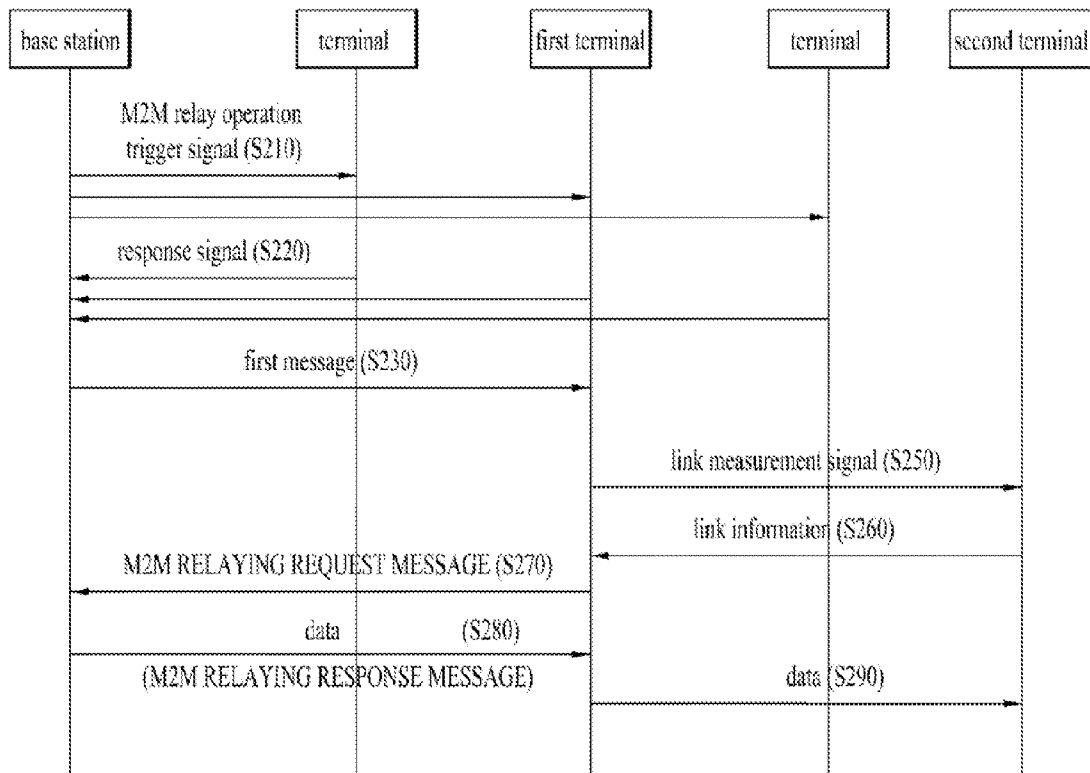 base station
terminal
first terminal
terminal
second terminal
M2M relay operation
trigger signal (S210)
response signal (S220)
first message (S230)
link measurement signal (S250)
link information (S260)
M2M RELAYING REQUEST MESSAGE (S270)
data (S280)
(M2M RELAYING RESPONSE MESSAGE)
data (S290)